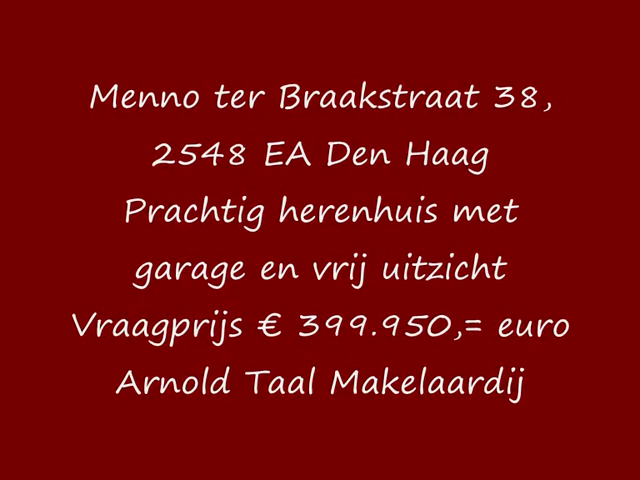 Menno ter Braakstraat 38,
2548 EA Den Haag
Prachtig herenhuis met
garage en vrij uitzicht
Vraagprijs € 399.950,= euro
Arnold Taal Makelaardij